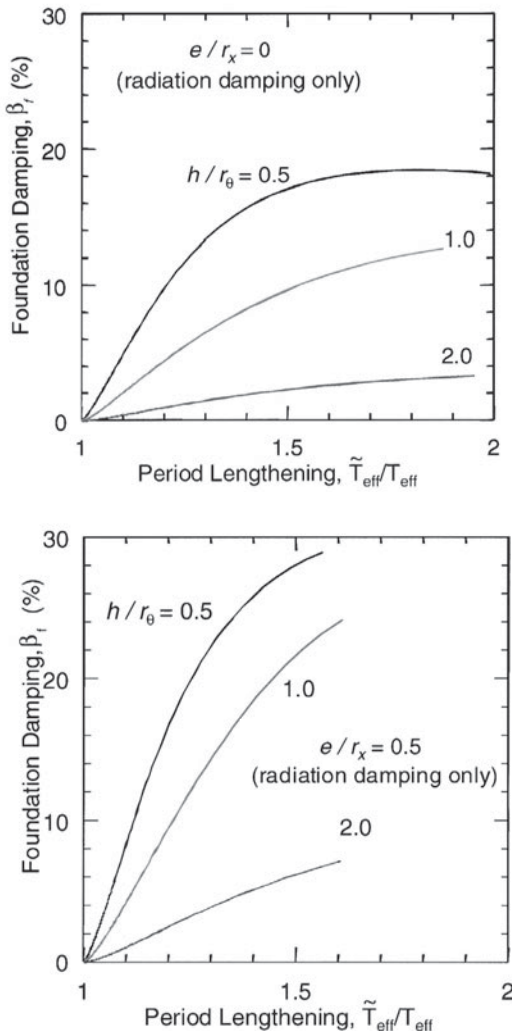 30
e / rₓ = 0
(radiation damping only)
20
h / r_θ = 0.5
1.0
10
2.0
0
1 1.5 2
Foundation Damping, β_f (%)
Period Lengthening, T̃_eff/T_eff
30
h / r_θ = 0.5
20
1.0
e / rₓ = 0.5
(radiation damping only)
10
2.0
0
1 1.5 2
Foundation Damping, β_f (%)
Period Lengthening, T̃_eff/T_eff